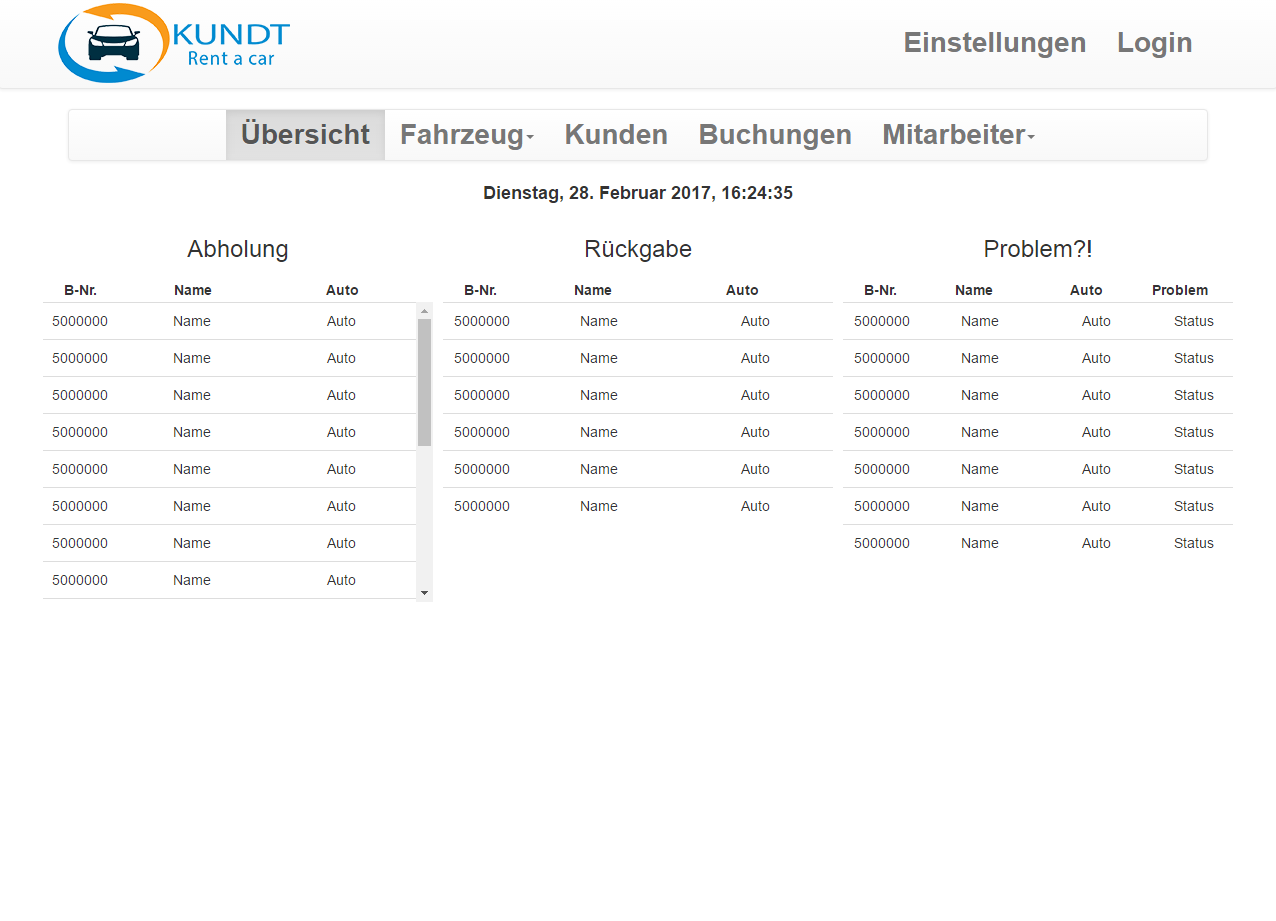 KUNDT
Rent a car
Einstellungen Login
Übersicht Fahrzeug Kunden Buchungen Mitarbeiter
Dienstag, 28. Februar 2017, 16:24:35
Abholung
B-Nr. Name Auto
5000000 Name Auto
5000000 Name Auto
5000000 Name Auto
5000000 Name Auto
5000000 Name Auto
5000000 Name Auto
5000000 Name Auto
5000000 Name Auto
Rückgabe
B-Nr. Name Auto
5000000 Name Auto
5000000 Name Auto
5000000 Name Auto
5000000 Name Auto
5000000 Name Auto
5000000 Name Auto
Problem?!
B-Nr. Name Auto Problem
5000000 Name Auto Status
5000000 Name Auto Status
5000000 Name Auto Status
5000000 Name Auto Status
5000000 Name Auto Status
5000000 Name Auto Status
5000000 Name Auto Status